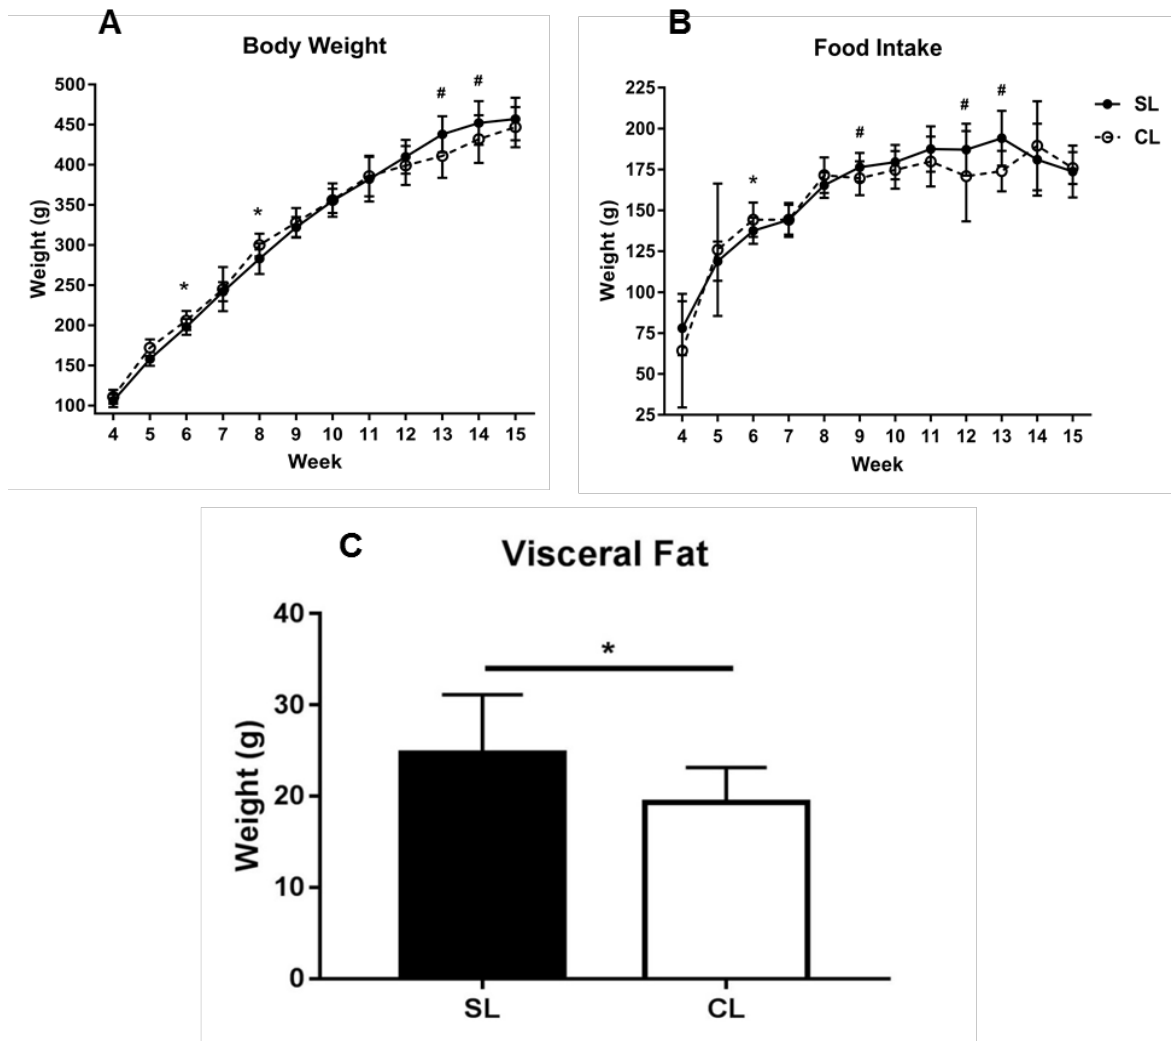 A
Body Weight
500
450
400
350
300
250
200
150
100
Weight (g)
* * # #
4 5 6 7 8 9 10 11 12 13 14 15
Week
B
Food Intake
225
200
175
150
125
100
75
50
25
Weight (g)
* # # #
4 5 6 7 8 9 10 11 12 13 14 15
Week
SL
CL
C
Visceral Fat
40
30
20
10
0
Weight (g)
*
SL CL